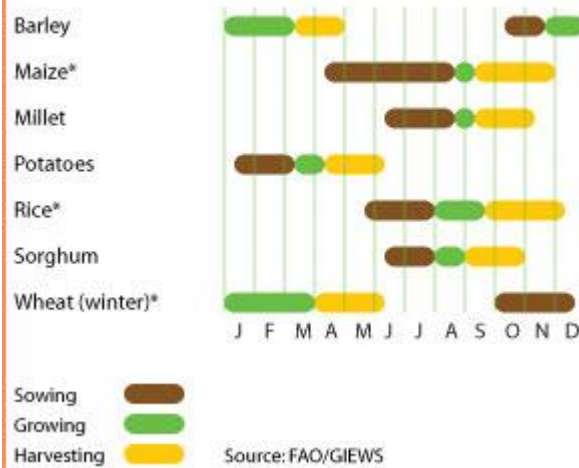 Barley
Maize*
Millet
Potatoes
Rice*
Sorghum
Wheat (winter)*
J F M A M J J A S O N D
Sowing
Growing
Harvesting
Source: FAO/GIEWS